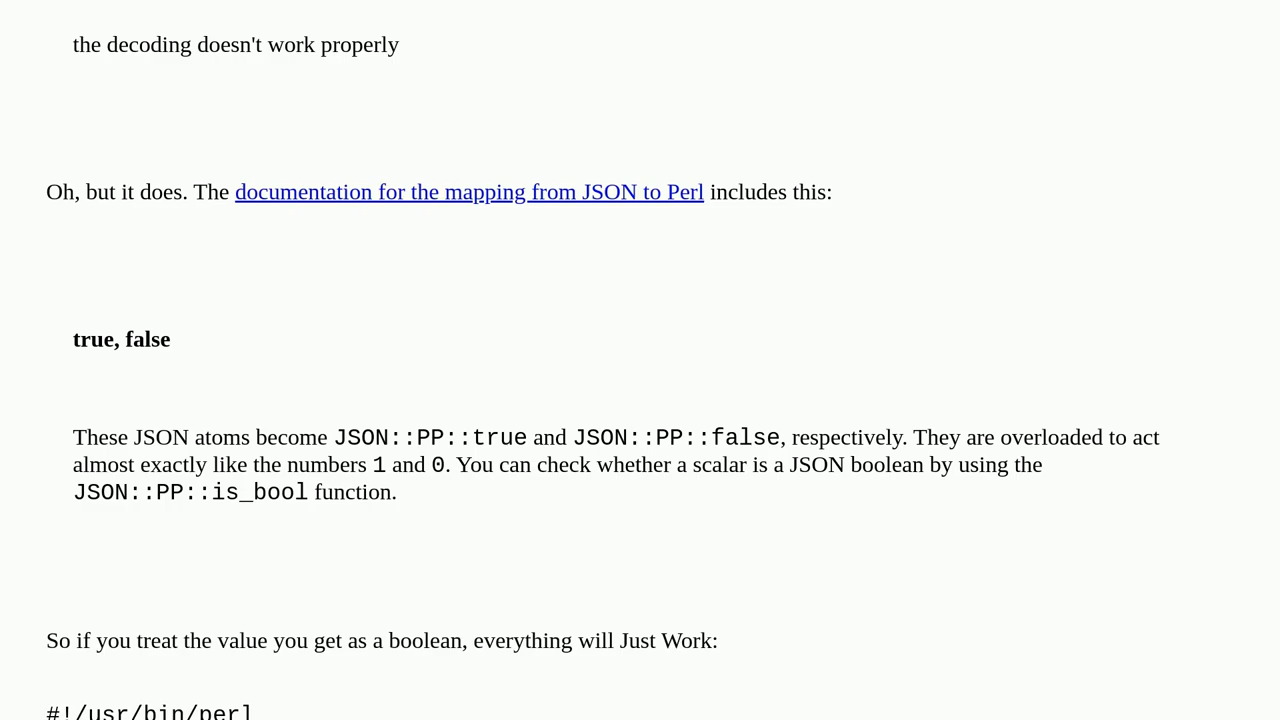 the decoding doesn't work properly
Oh, but it does. The documentation for the mapping from JSON to Perl includes this:
true, false
These JSON atoms become JSON::PP::true and JSON::PP::false, respectively. They are overloaded to act
almost exactly like the numbers 1 and 0. You can check whether a scalar is a JSON boolean by using the
JSON::PP::is_bool function.
So if you treat the value you get as a boolean, everything will Just Work:
#!/usr/bin/perl